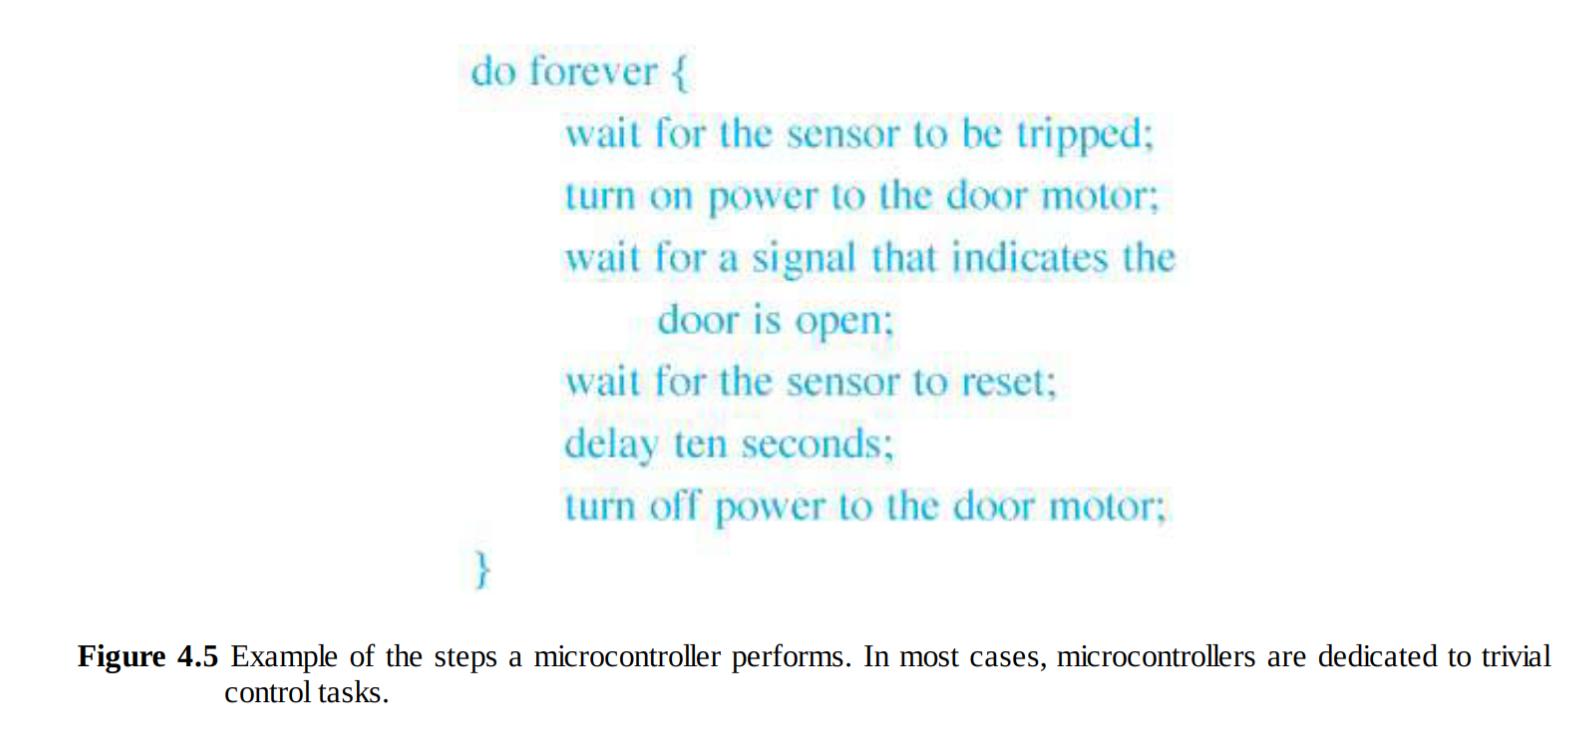 do forever {
wait for the sensor to be tripped;
turn on power to the door motor;
wait for a signal that indicates the
door is open;
wait for the sensor to reset;
delay ten seconds;
turn off power to the door motor;
}
Figure 4.5 Example of the steps a microcontroller performs. In most cases, microcontrollers are dedicated to trivial
control tasks.